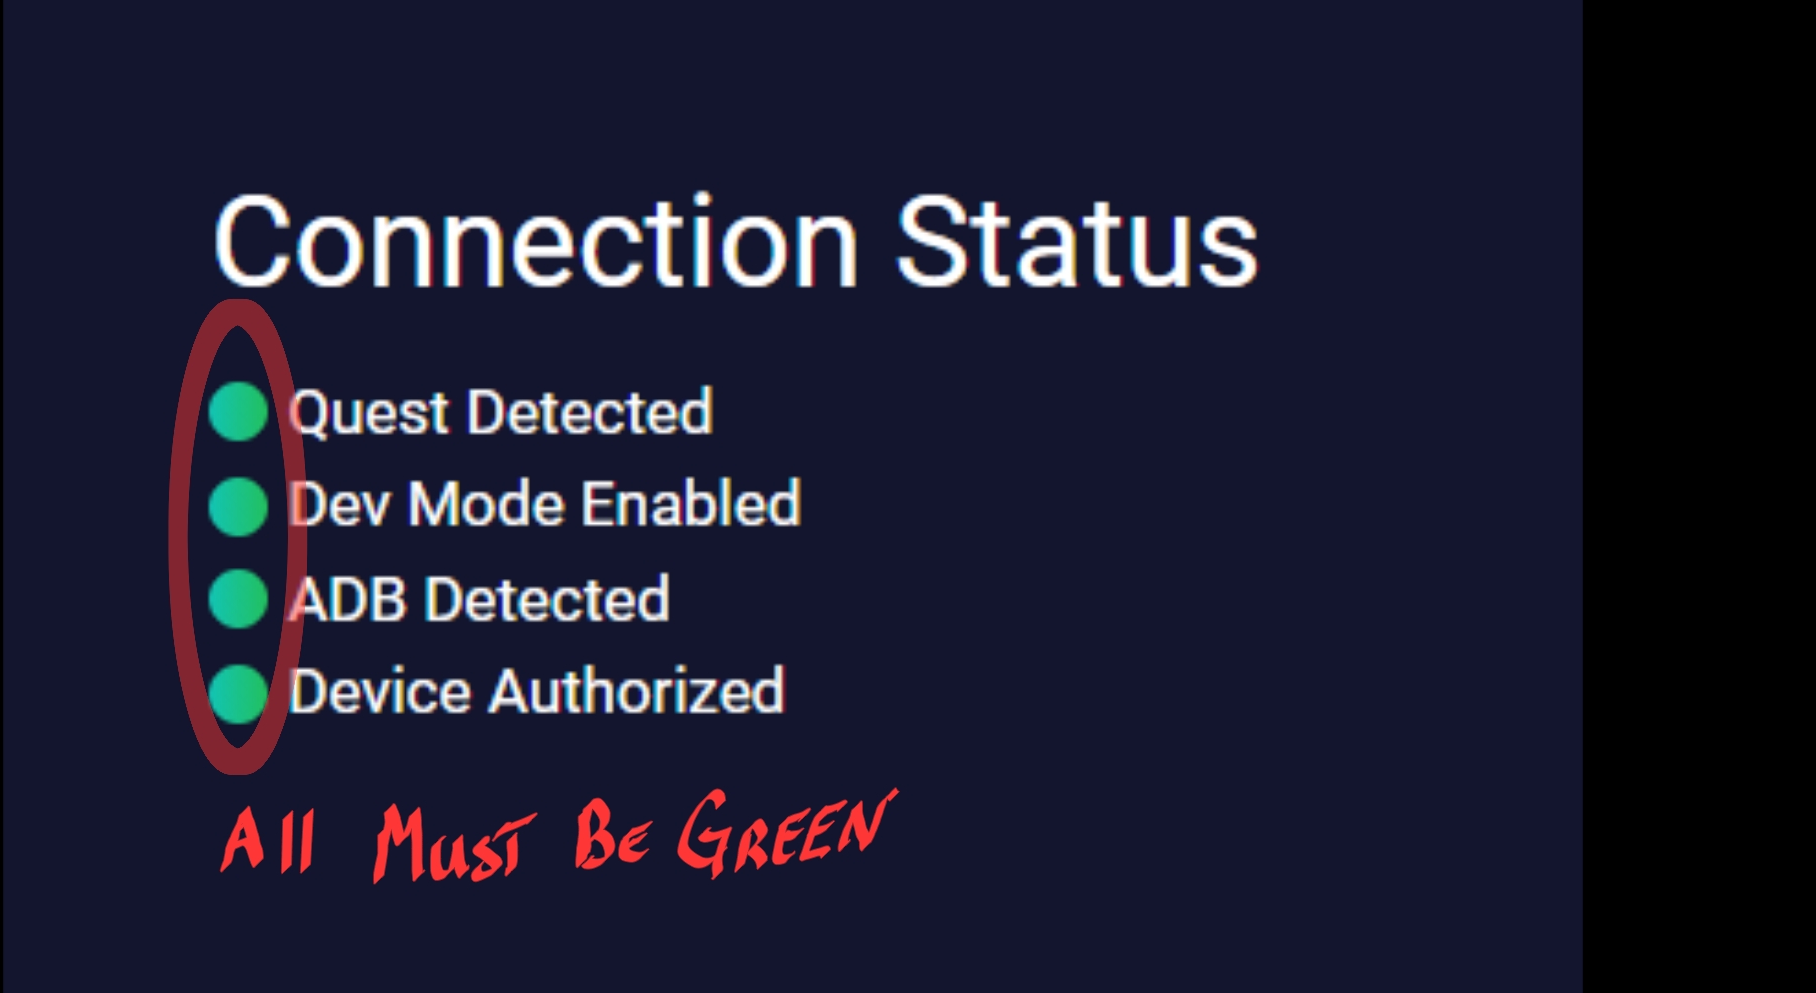 Connection Status
Quest Detected
Dev Mode Enabled
ADB Detected
Device Authorized
All Must Be GREEN